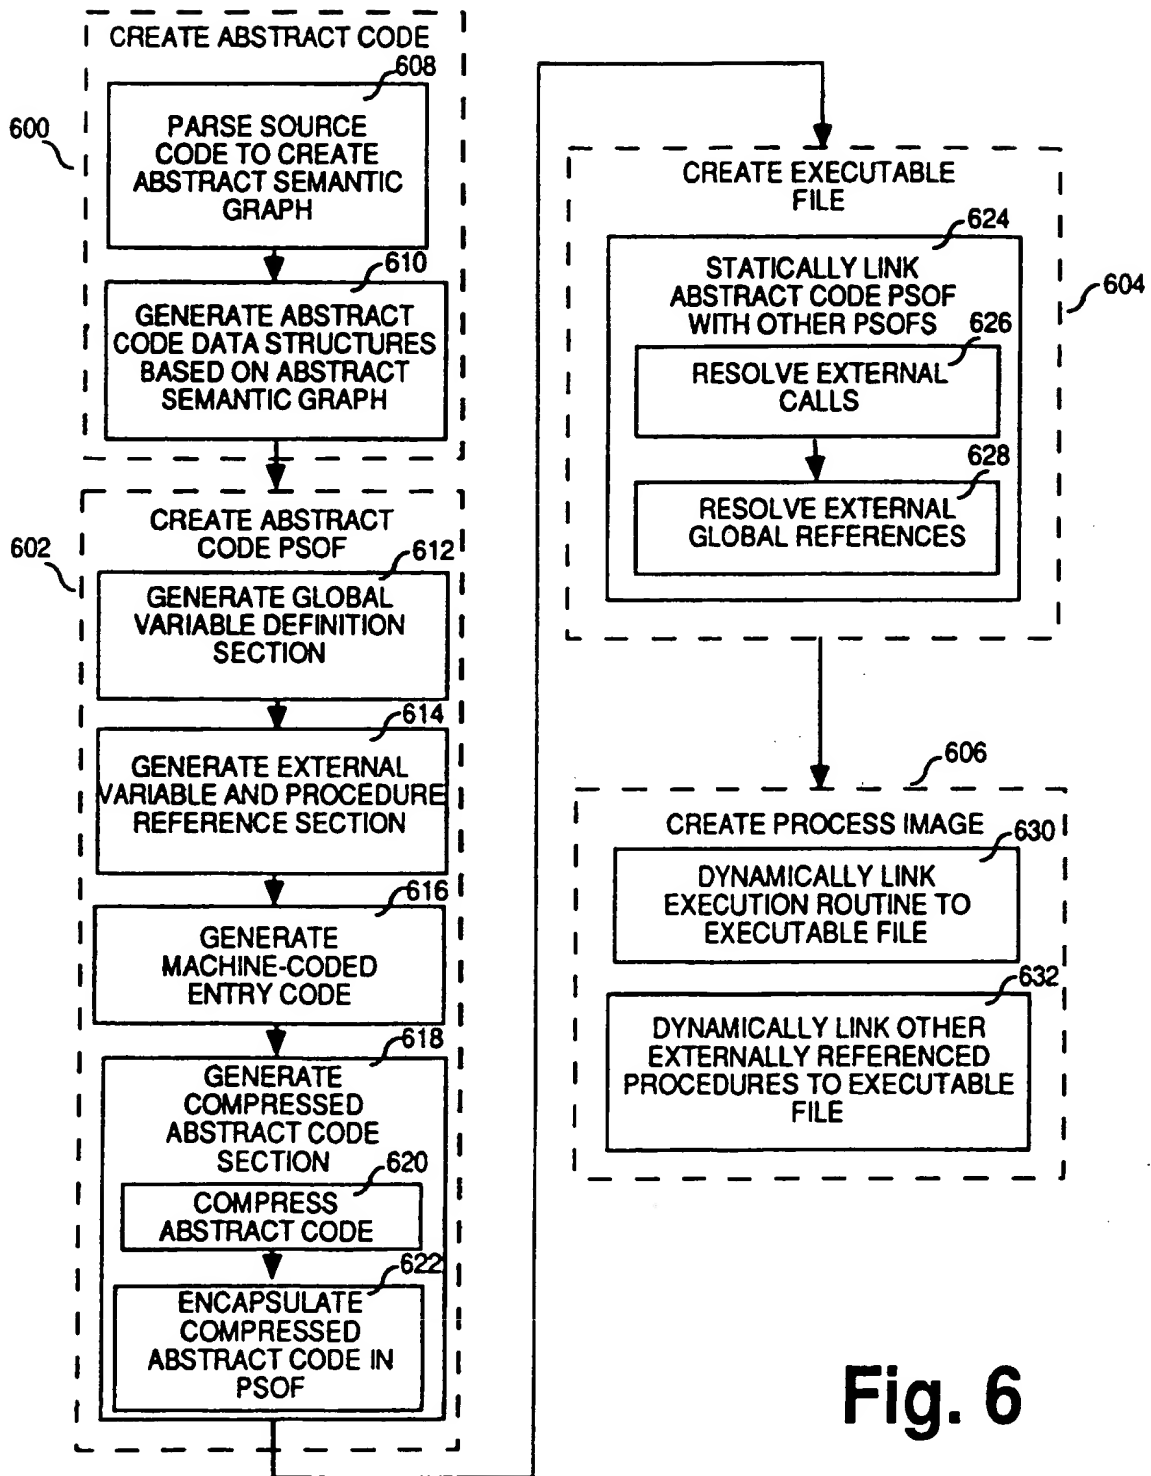 CREATE ABSTRACT CODE
608
600
PARSE SOURCE
CODE TO CREATE
ABSTRACT SEMANTIC
GRAPH
610
GENERATE ABSTRACT
CODE DATA STRUCTURES
BASED ON ABSTRACT
SEMANTIC GRAPH
CREATE ABSTRACT
CODE PSOF
602
612
GENERATE GLOBAL
VARIABLE DEFINITION
SECTION
614
GENERATE EXTERNAL
VARIABLE AND PROCEDURE
REFERENCE SECTION
616
GENERATE
MACHINE-CODED
ENTRY CODE
618
GENERATE
COMPRESSED
ABSTRACT CODE
SECTION
620
COMPRESS
ABSTRACT CODE
622
ENCAPSULATE
COMPRESSED
ABSTRACT CODE IN
PSOF
CREATE EXECUTABLE
FILE
624
604
STATICALLY LINK
ABSTRACT CODE PSOF
WITH OTHER PSOFS
626
RESOLVE EXTERNAL
CALLS
628
RESOLVE EXTERNAL
GLOBAL REFERENCES
606
CREATE PROCESS IMAGE
630
DYNAMICALLY LINK
EXECUTION ROUTINE TO
EXECUTABLE FILE
632
DYNAMICALLY LINK OTHER
EXTERNALLY REFERENCED
PROCEDURES TO EXECUTABLE
FILE
Fig. 6